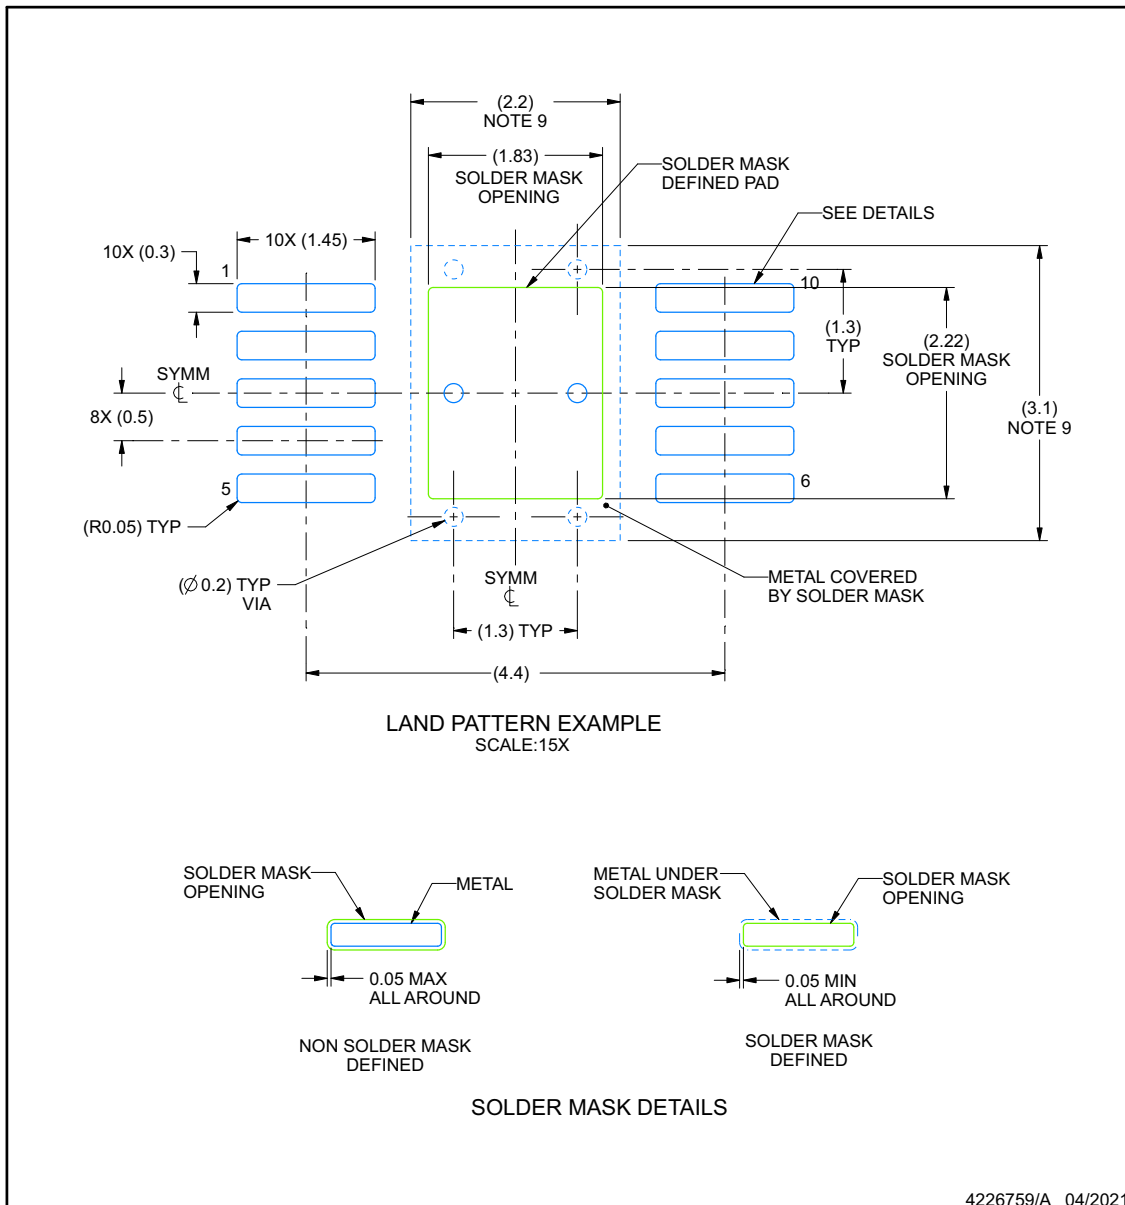 (2.2)
NOTE 9
(1.83)
SOLDER MASK
OPENING
SOLDER MASK
DEFINED PAD
SEE DETAILS
10X (1.45)
10X (0.3)
1
10
(1.3)
TYP
(2.22)
SOLDER MASK
OPENING
SYMM
℄
8X (0.5)
(3.1)
NOTE 9
5
6
(R0.05) TYP
(∅ 0.2) TYP
VIA
SYMM
℄
METAL COVERED
BY SOLDER MASK
(1.3) TYP
(4.4)
LAND PATTERN EXAMPLE
SCALE:15X
SOLDER MASK
OPENING
METAL
0.05 MAX
ALL AROUND
NON SOLDER MASK
DEFINED
METAL UNDER
SOLDER MASK
SOLDER MASK
OPENING
0.05 MIN
ALL AROUND
SOLDER MASK
DEFINED
SOLDER MASK DETAILS
4226759/A 04/2021